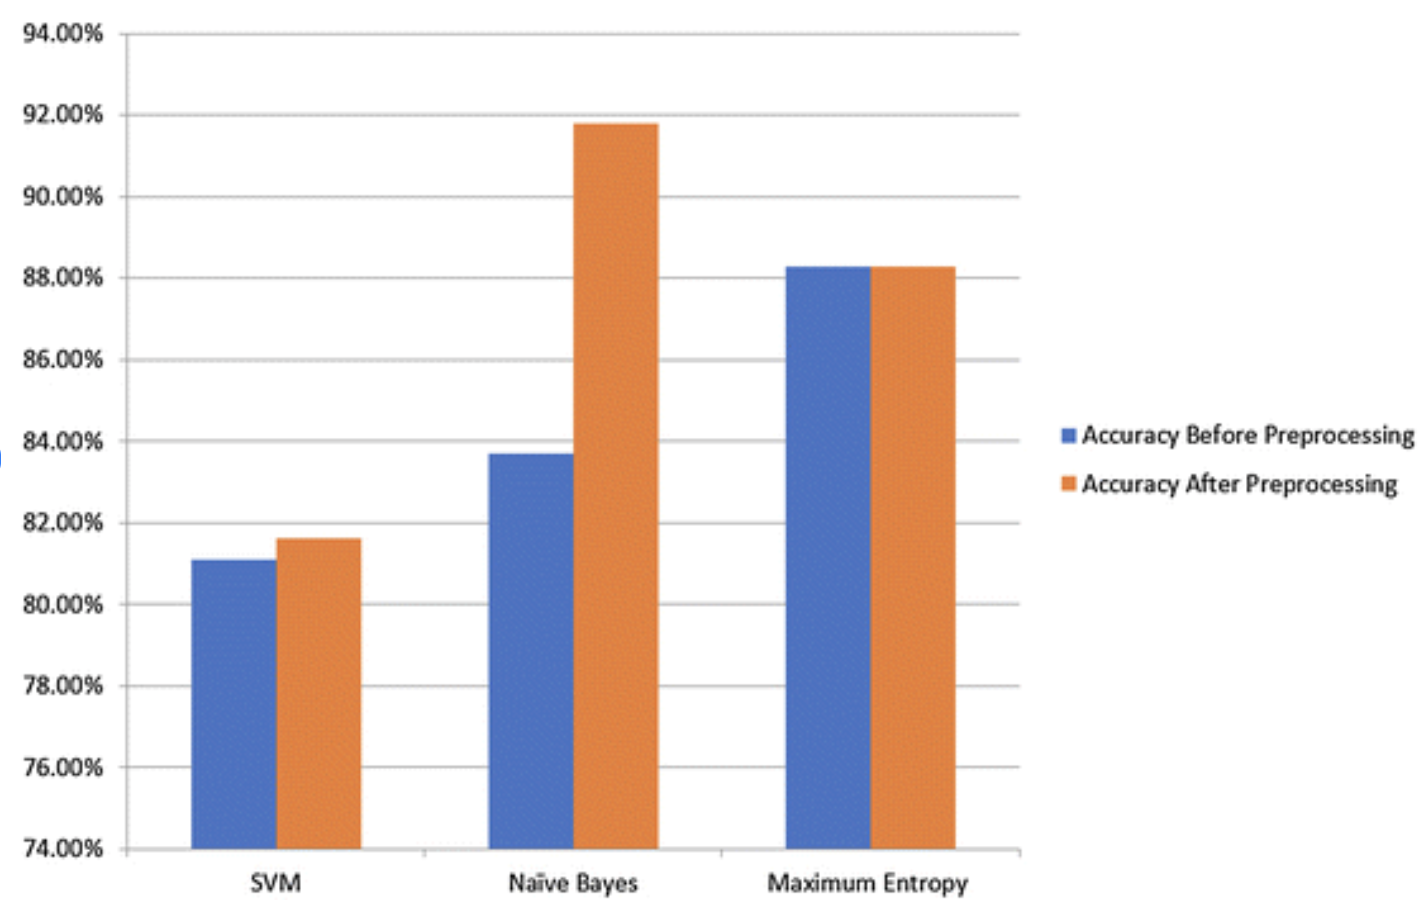 94.00%
92.00%
90.00%
88.00%
86.00%
84.00%
82.00%
80.00%
78.00%
76.00%
74.00%
SVM
Naïve Bayes
Maximum Entropy
Accuracy Before Preprocessing
Accuracy After Preprocessing